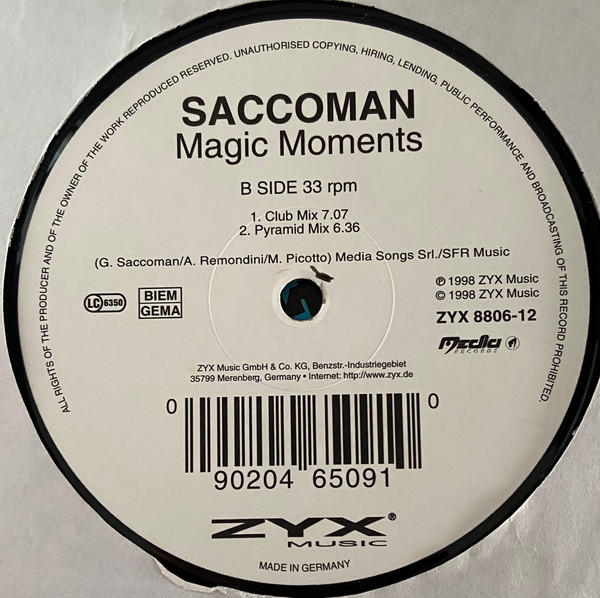 ALL RIGHTS OF THE PRODUCER AND OF THE OWNER OF THE WORK REPRODUCED RESERVED. UNAUTHORISED COPYING, HIRING, LENDING, PUBLIC PERFORMANCE AND BROADCASTING OF THIS RECORD PROHIBITED.
SACCOMAN
Magic Moments
B SIDE 33 rpm
1. Club Mix 7.07
2. Pyramid Mix 6.36
(G. Saccoman/A. Remondini/M. Picotto) Media Songs Srl./SFR Music
LC 6350
BIEM
GEMA
℗ 1998 ZYX Music
© 1998 ZYX Music
ZYX 8806-12
Media
RECORDS
ZYX Music GmbH & Co. KG, Benzstr.-Industriegebiet
35799 Merenberg, Germany • Internet: http://www.zyx.de
0 90204 65091 0
ZYX®
MUSIC
MADE IN GERMANY